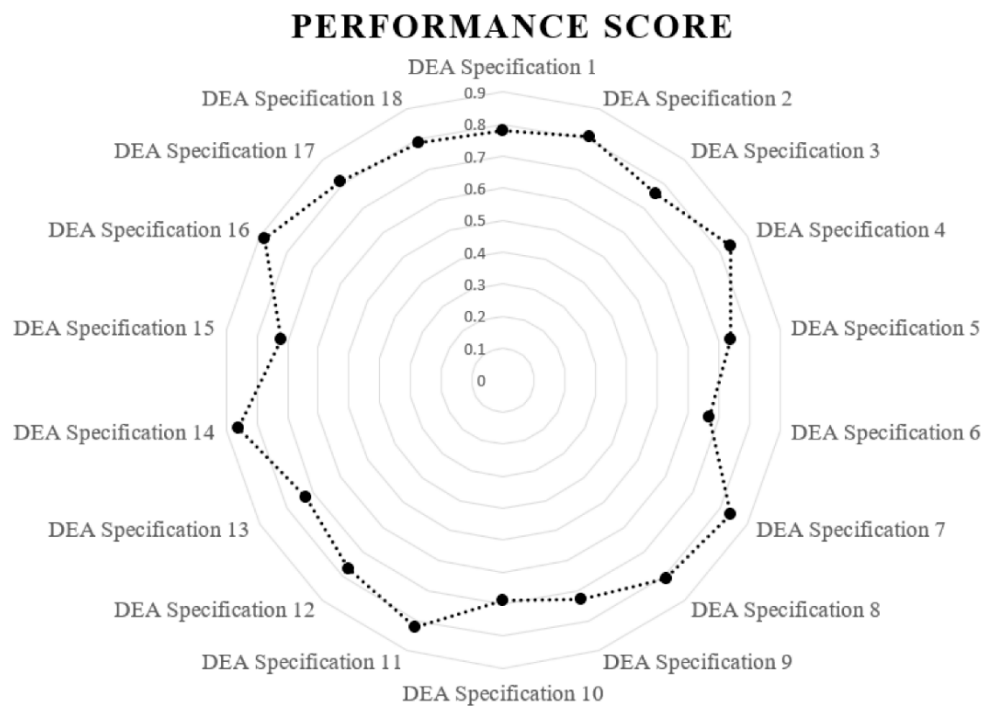 PERFORMANCE SCORE
DEA Specification 1
DEA Specification 2
DEA Specification 3
DEA Specification 4
DEA Specification 5
DEA Specification 6
DEA Specification 7
DEA Specification 8
DEA Specification 9
DEA Specification 10
DEA Specification 11
DEA Specification 12
DEA Specification 13
DEA Specification 14
DEA Specification 15
DEA Specification 16
DEA Specification 17
DEA Specification 18
0.9
0.8
0.7
0.6
0.5
0.4
0.3
0.2
0.1
0